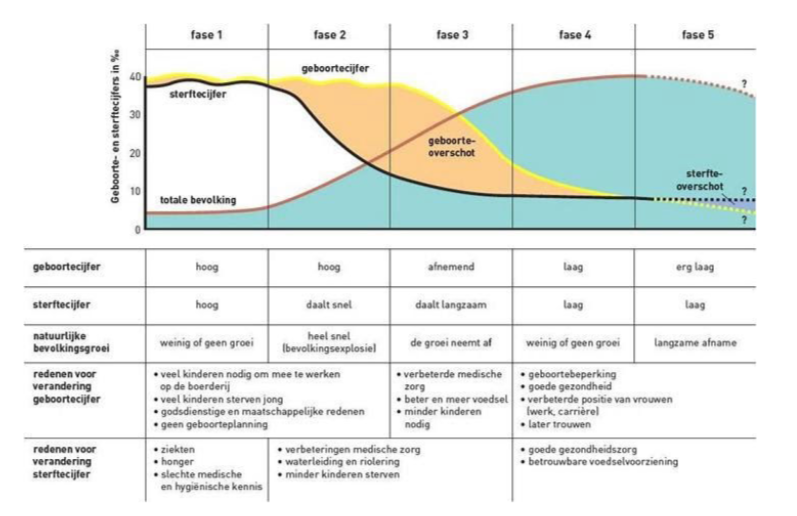 fase 1 fase 2 fase 3 fase 4 fase 5
Geboorte- en sterftecijfers in ‰
40
30
20
10
0
geboortecijfer
sterftecijfer
geboorte-
overschot
totale bevolking
sterfte-
overschot
?
?
?
geboortecijfer hoog hoog afnemend laag erg laag
sterftecijfer hoog daalt snel daalt langzaam laag laag
natuurlijke
bevolkingsgroei
weinig of geen groei
heel snel
(bevolkingsexplosie)
de groei neemt af
weinig of geen groei
langzame afname
redenen voor
verandering
geboortecijfer
• veel kinderen nodig om mee te werken
op de boerderij
• veel kinderen sterven jong
• godsdienstige en maatschappelijke redenen
• geen geboorteplanning
• verbeterde medische
zorg
• beter en meer voedsel
• minder kinderen
nodig
• geboortebeperking
• goede gezondheid
• verbeterde positie van vrouwen
(werk, carrière)
• later trouwen
redenen voor
verandering
sterftecijfer
• ziekten
• honger
• slechte medische
en hygiënische kennis
• verbeteringen medische zorg
• waterleiding en riolering
• minder kinderen sterven
• goede gezondheidszorg
• betrouwbare voedselvoorziening